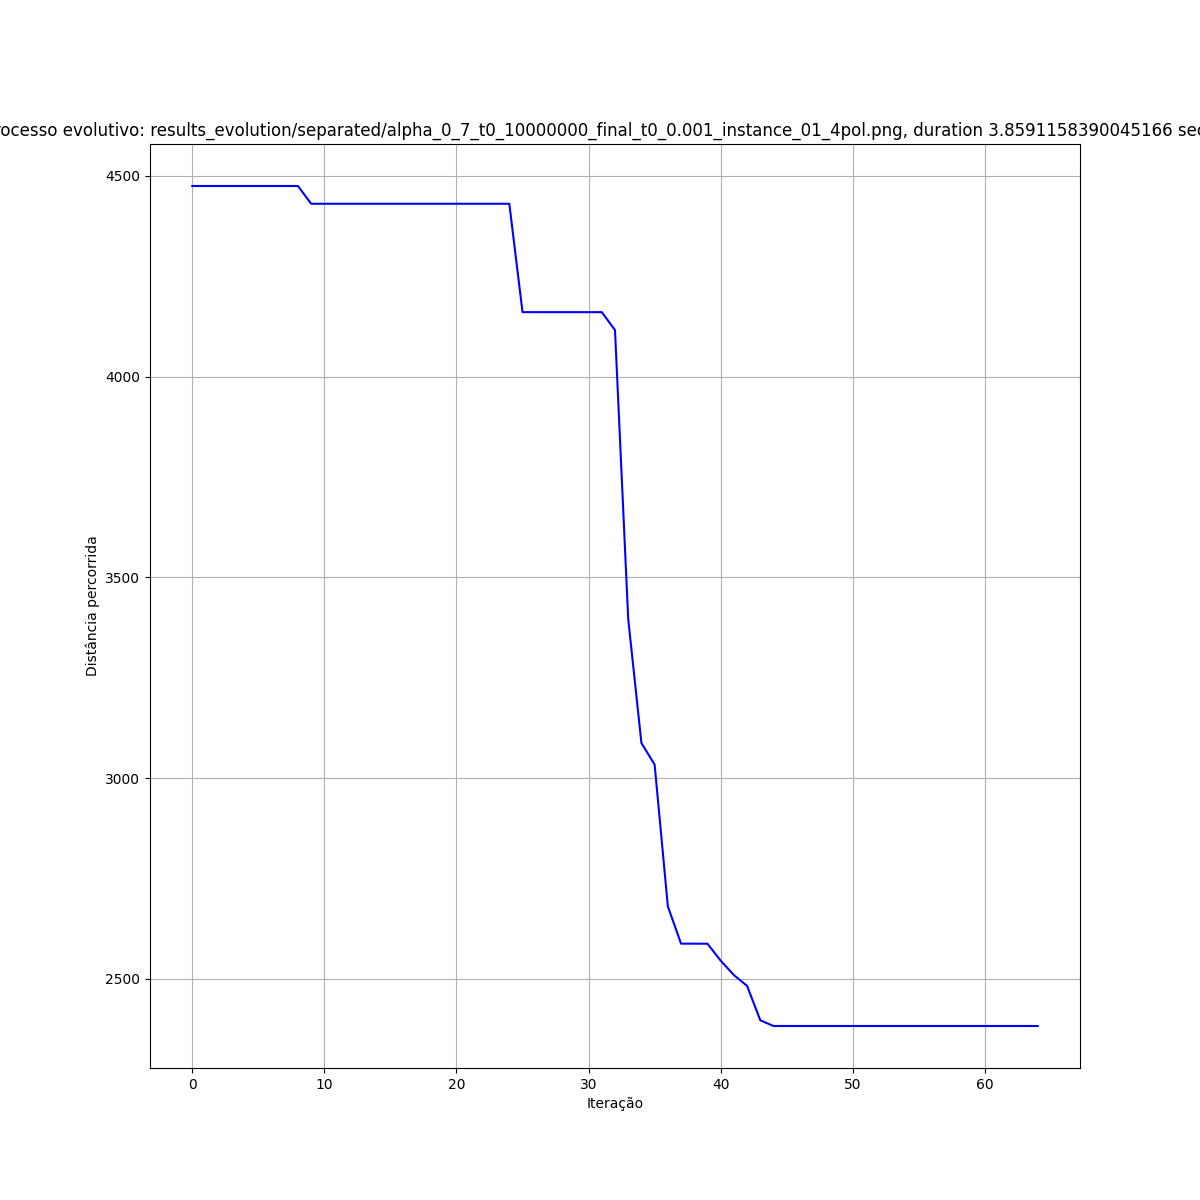 ocesso evolutivo: results_evolution/separated/alpha_0_7_t0_10000000_final_t0_0.001_instance_01_4pol.png, duration 3.8591158390045166 sec
4500
4000
3500
3000
2500
Distância percorrida
0 10 20 30 40 50 60
Iteração